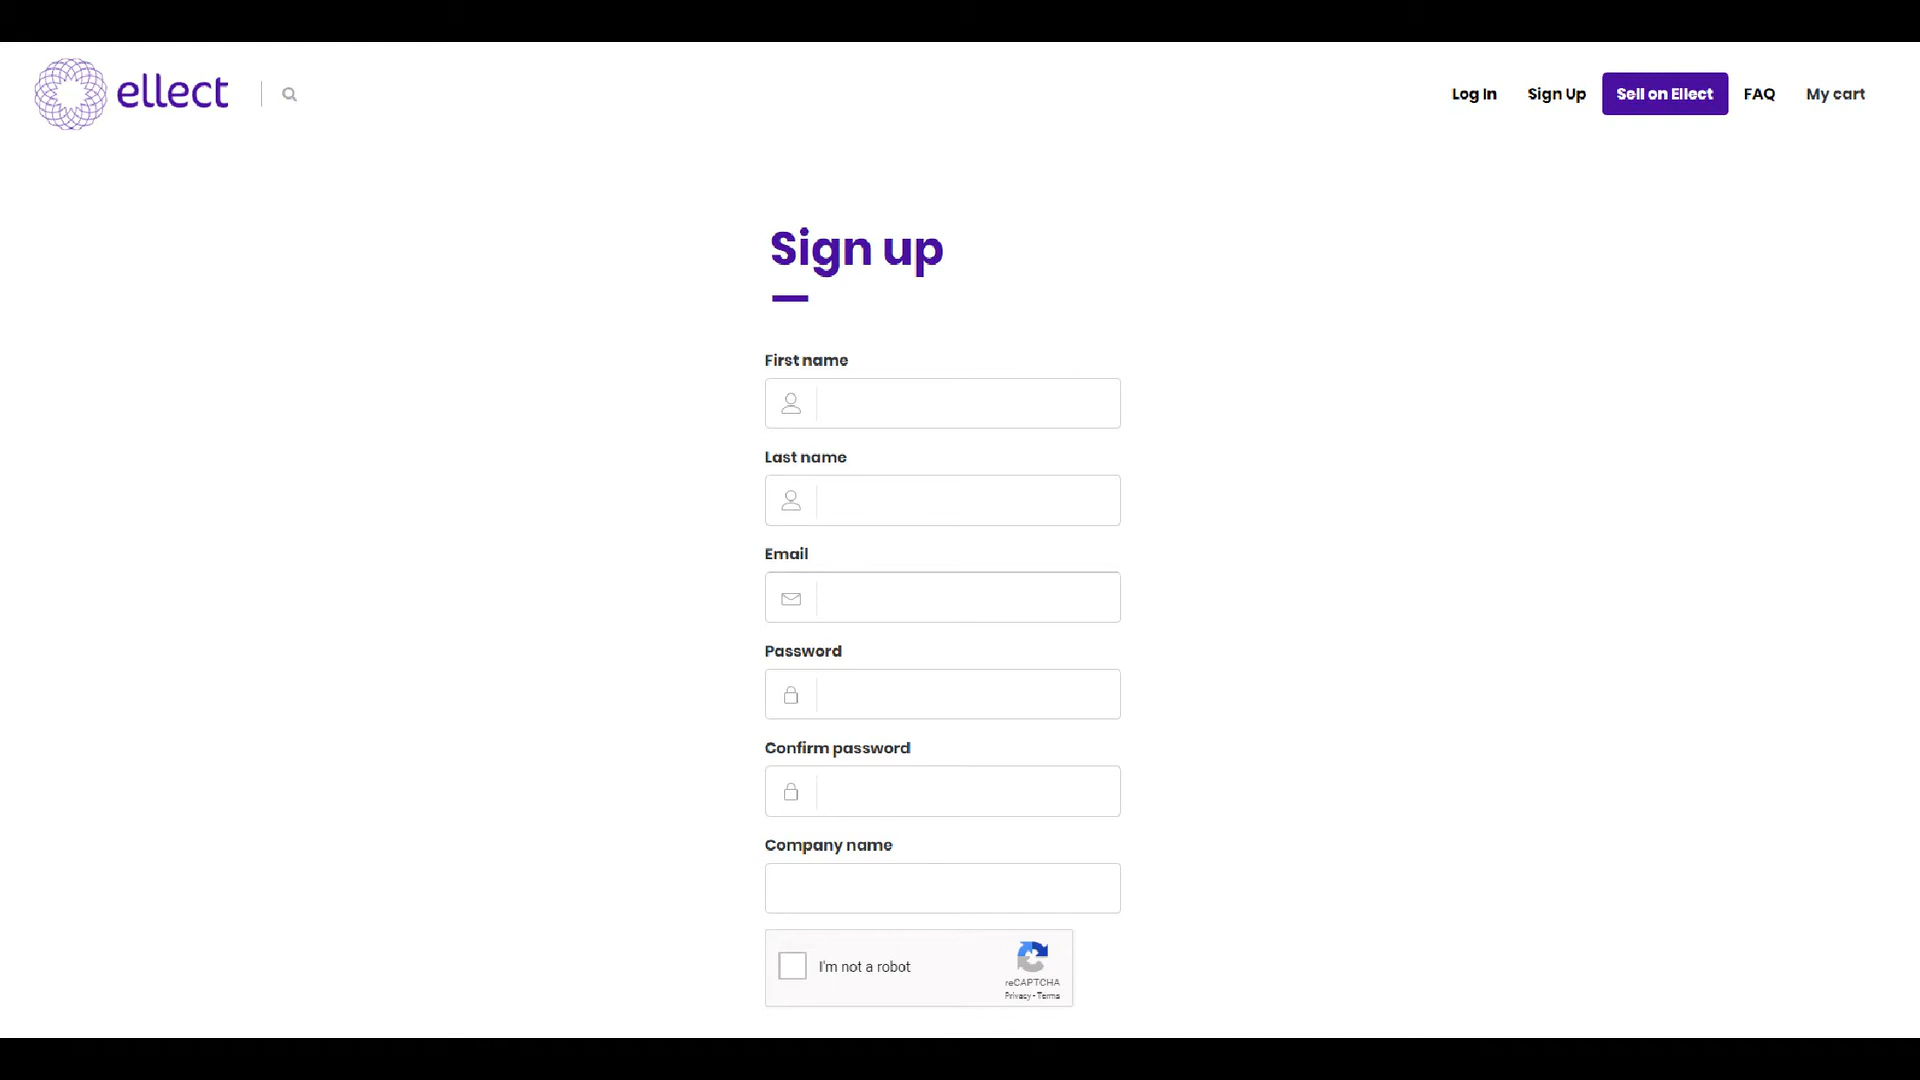 ellect
Log In Sign Up Sell on Ellect FAQ My cart
Sign up
First name
Last name
Email
Password
Confirm password
Company name
I'm not a robot
reCAPTCHA
Privacy - Terms